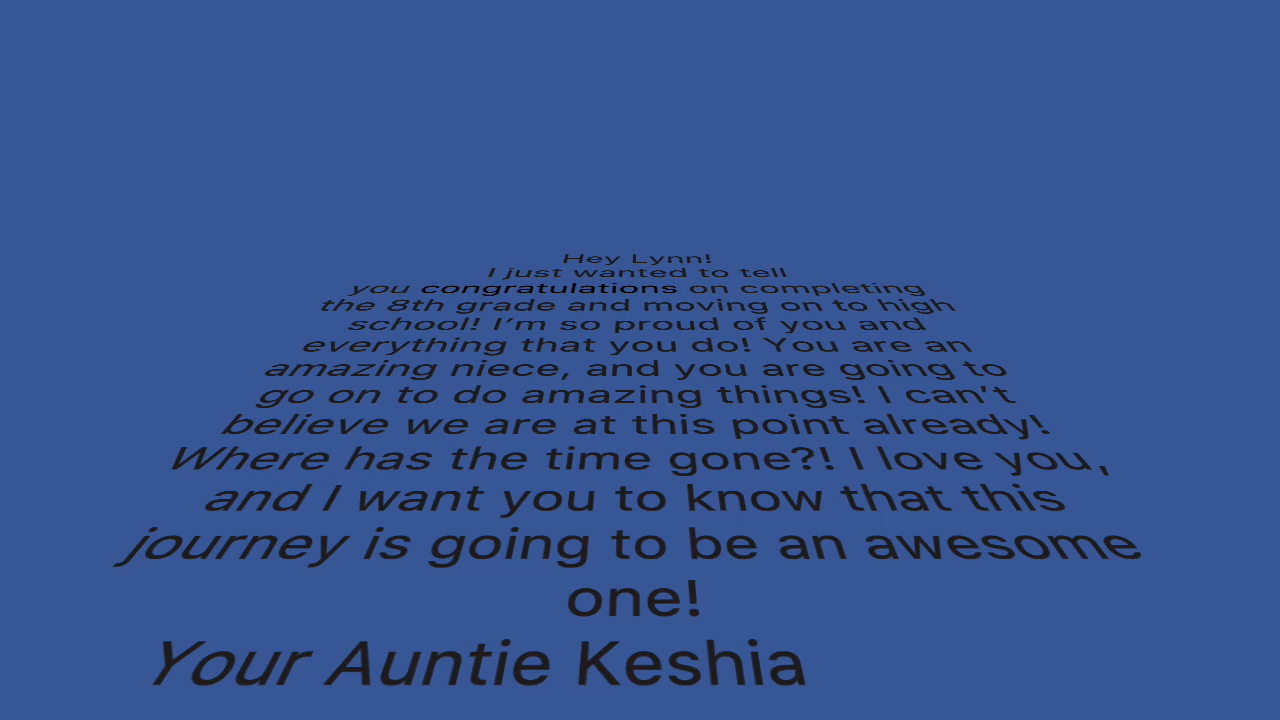 Hey Lynn!
I just wanted to tell
you congratulations on completing
the 8th grade and moving on to high
school! I’m so proud of you and
everything that you do! You are an
amazing niece, and you are going to
go on to do amazing things! I can't
believe we are at this point already!
Where has the time gone?! I love you,
and I want you to know that this
journey is going to be an awesome
one!
Your Auntie Keshia